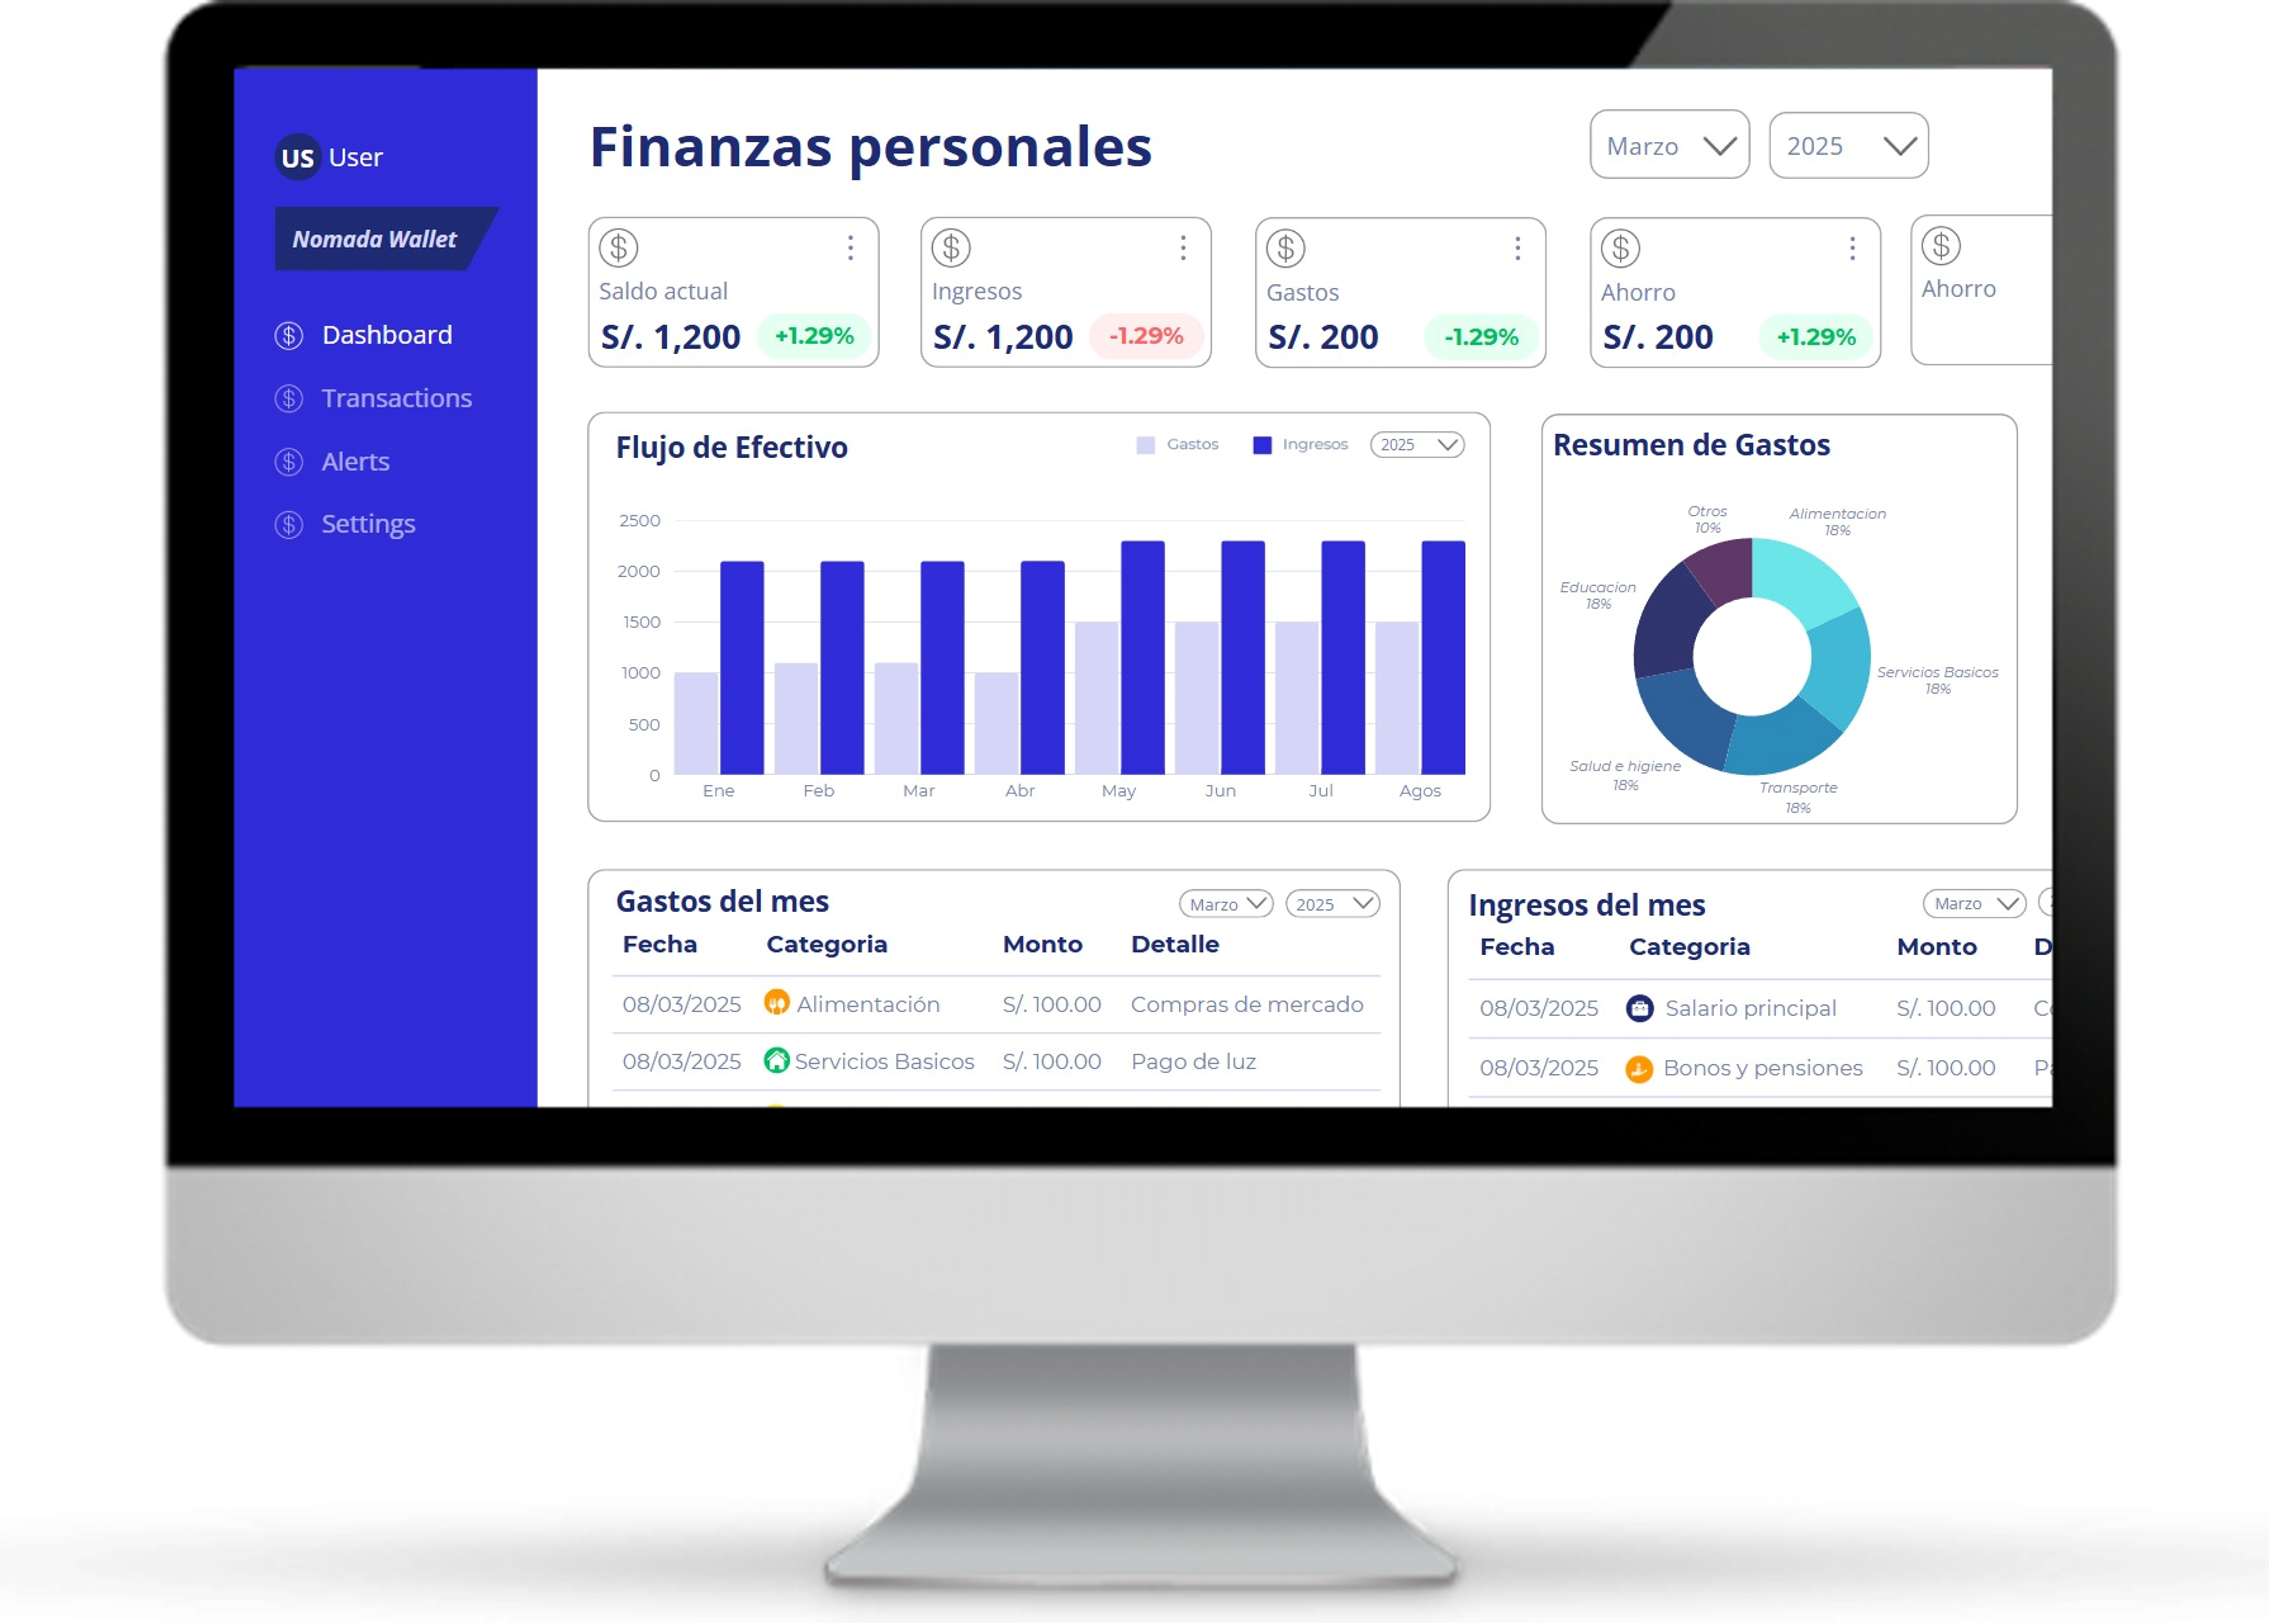 US User
Nomada Wallet
Dashboard
Transactions
Alerts
Settings
Finanzas personales
Marzo
2025
Saldo actual
S/. 1,200 +1.29%
Ingresos
S/. 1,200 -1.29%
Gastos
S/. 200 -1.29%
Ahorro
S/. 200 +1.29%
Ahorro
Flujo de Efectivo
Gastos
Ingresos
2025
2500
2000
1500
1000
500
0
Ene Feb Mar Abr May Jun Jul Agos
Resumen de Gastos
Otros
10%
Alimentacion
18%
Educacion
18%
Servicios Basicos
18%
Salud e higiene
18%
Transporte
18%
Gastos del mes
Marzo
2025
Fecha Categoria Monto Detalle
08/03/2025 Alimentación S/. 100.00 Compras de mercado
08/03/2025 Servicios Basicos S/. 100.00 Pago de luz
Ingresos del mes
Marzo
Fecha Categoria Monto
08/03/2025 Salario principal S/. 100.00
08/03/2025 Bonos y pensiones S/. 100.00